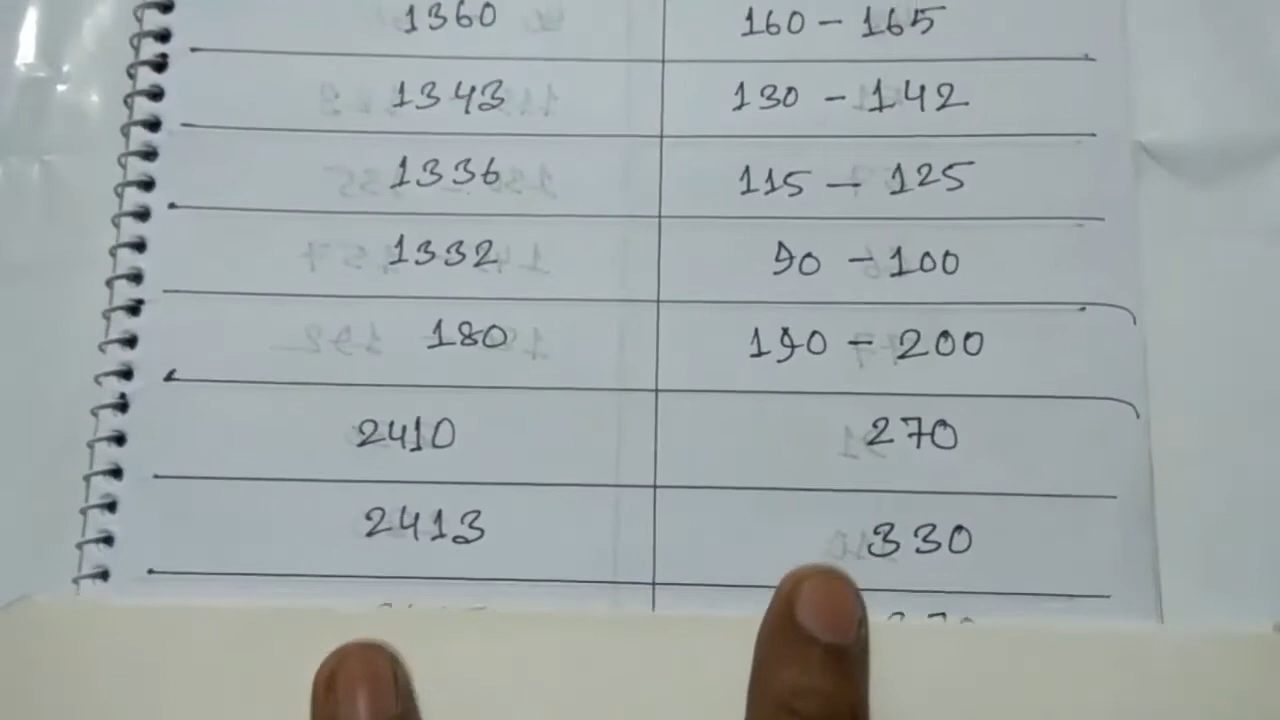 1360 160 - 165
1343 130 - 142
1336 115 - 125
1332 90 - 100
180 190 - 200
2410 270
2413 330